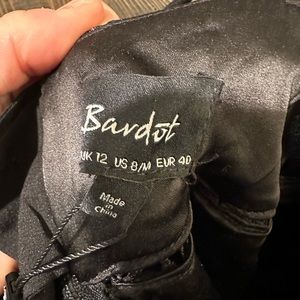 Bardot
UK 12 US 8/M EUR 40
Made
in
China